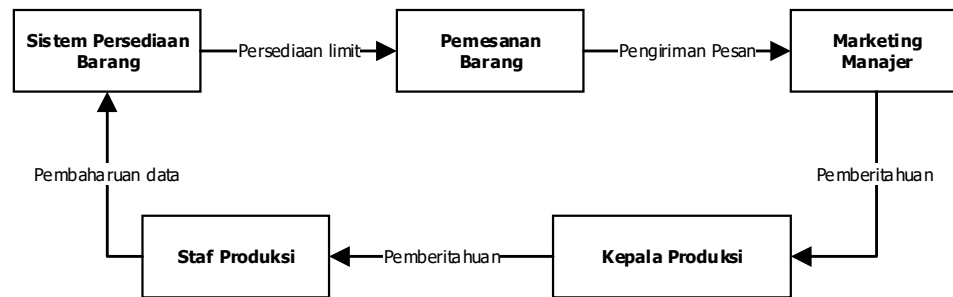 Sistem Persediaan
Barang
Persediaan limit
Pemesanan
Barang
Pengiriman Pesan
Marketing
Manajer
Pembaharuan data
Pemberitahuan
Staf Produksi
Pemberitahuan
Kepala Produksi